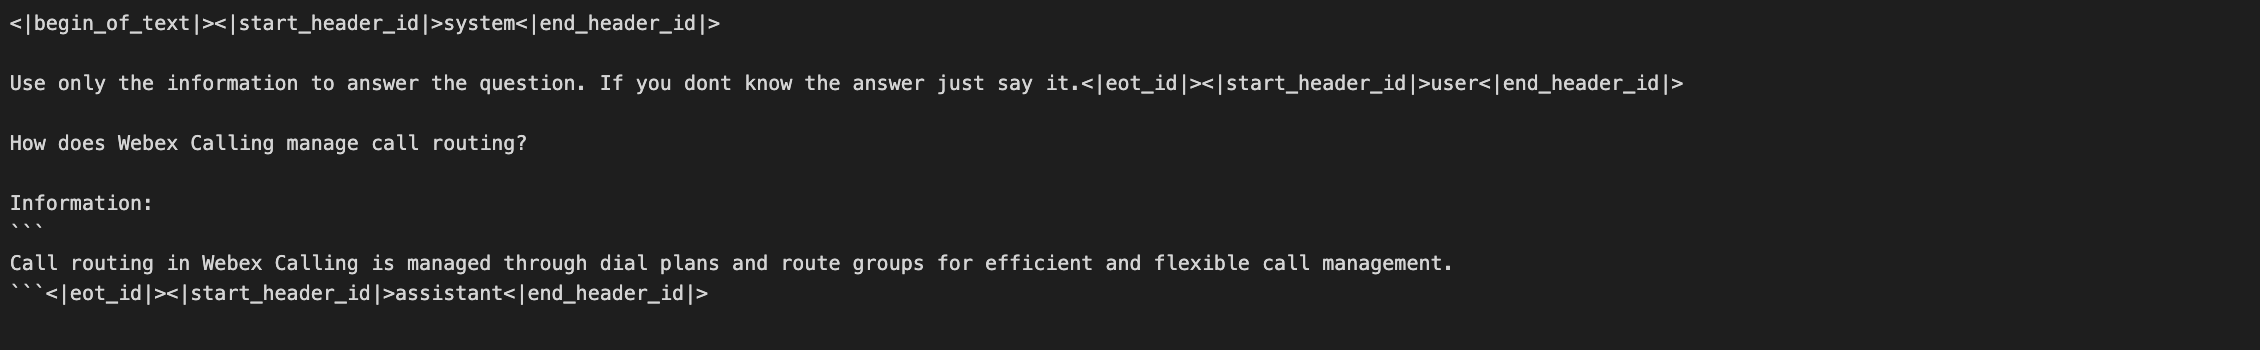 <|begin_of_text|><|start_header_id|>system<|end_header_id|>
Use only the information to answer the question. If you dont know the answer just say it.<|eot_id|><|start_header_id|>user<|end_header_id|>
How does Webex Calling manage call routing?
Information:
```
Call routing in Webex Calling is managed through dial plans and route groups for efficient and flexible call management.
```<|eot_id|><|start_header_id|>assistant<|end_header_id|>